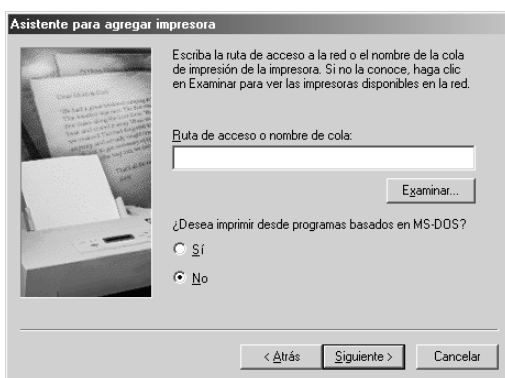 Asistente para agregar impresora
Escriba la ruta de acceso a la red o el nombre de la cola
de impresión de la impresora. Si no la conoce, haga clic
en Examinar para ver las impresoras disponibles en la red.
Ruta de acceso o nombre de cola:
Examinar...
¿Desea imprimir desde programas basados en MS-DOS?
Sí
No
< Atrás
Siguiente >
Cancelar